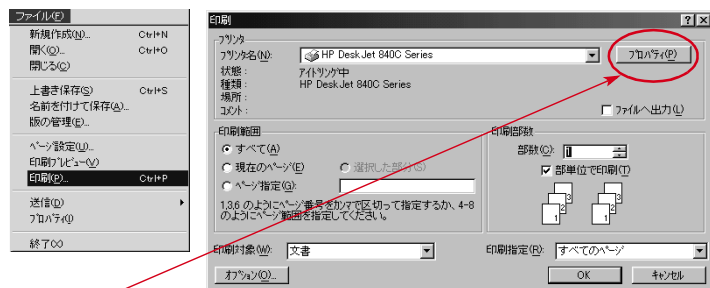 ファイル(F)
新規作成(N)... Ctrl+N
開く(O)... Ctrl+O
閉じる(C)
上書き保存(S) Ctrl+S
名前を付けて保存(A)...
版の管理(E)...
ページ設定(U)...
印刷プレビュー(V)
印刷(P)... Ctrl+P
送信(D)
プロパティ(I)
終了(X)
印刷
プリンタ
プリンタ名(N): HP DeskJet 840C Series プロパティ(P)
状態: アイドリング中
種類: HP DeskJet 840C Series
場所:
コメント: ファイルへ出力(L)
印刷範囲
すべて(A)
現在のページ(E) 選択した部分(S)
ページ指定(G):
1,3,6 のようにページ番号をカンマで区切って指定するか、4-8
のようにページ範囲を指定してください。
印刷部数
部数(C): 1
部単位で印刷(T)
1 2 3 1 2 3
印刷対象(W): 文書 印刷指定(R): すべてのページ
オプション(O)... OK キャンセル